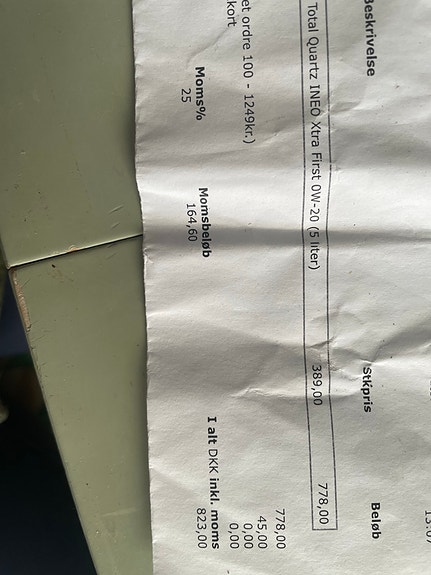 Beskrivelse Stkpris Beløb
Total Quartz INEO Xtra First 0W-20 (5 liter) 389,00 778,00
778,00
et ordre 100 - 1249kr.) 45,00
kort 0,00
0,00
Moms% Momsbeløb I alt DKK inkl. moms
25 164,60 823,00